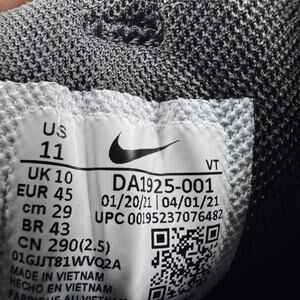 US
11
VT
UK 10
EUR 45
cm 29
BR 43
CN 290(2.5)
DA1925-001
01/20/21 | 04/01/21
UPC 00195237076482
01GJJT81WVQ2A
MADE IN VIETNAM
HECHO EN VIETNAM
FABRIQUÉ AU VIETNAM